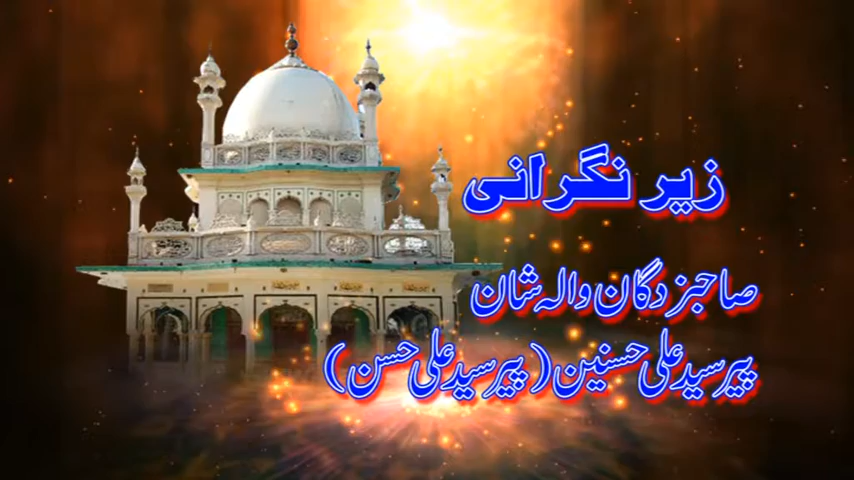 زیر نگرانی
صاحبزدگان والہ شان
پیر سید علی حسنین ( پیر سید علی حسن )